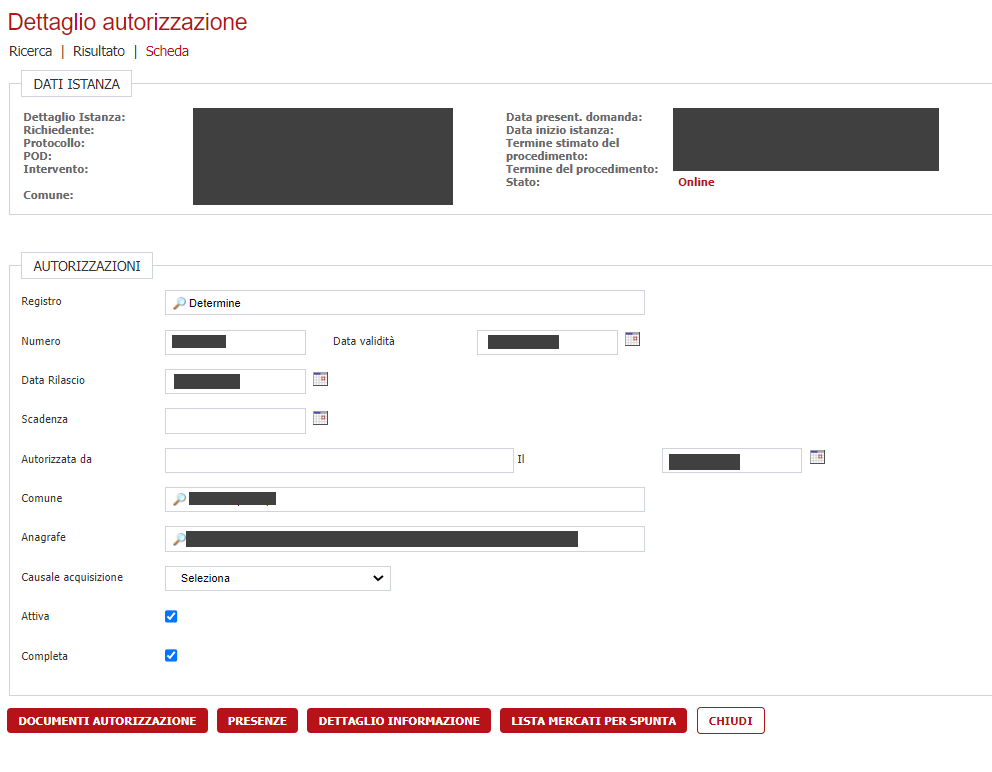 Dettaglio autorizzazione
Ricerca | Risultato | Scheda
DATI ISTANZA
Dettaglio Istanza:
Richiedente:
Protocollo:
POD:
Intervento:
Comune:
Data present. domanda:
Data inizio istanza:
Termine stimato del
procedimento:
Termine del procedimento:
Stato: Online
AUTORIZZAZIONI
Registro Determine
Numero Data validità
Data Rilascio
Scadenza
Autorizzata da Il
Comune
Anagrafe
Causale acquisizione Seleziona
Attiva
Completa
DOCUMENTI AUTORIZZAZIONE PRESENZE DETTAGLIO INFORMAZIONE LISTA MERCATI PER SPUNTA CHIUDI